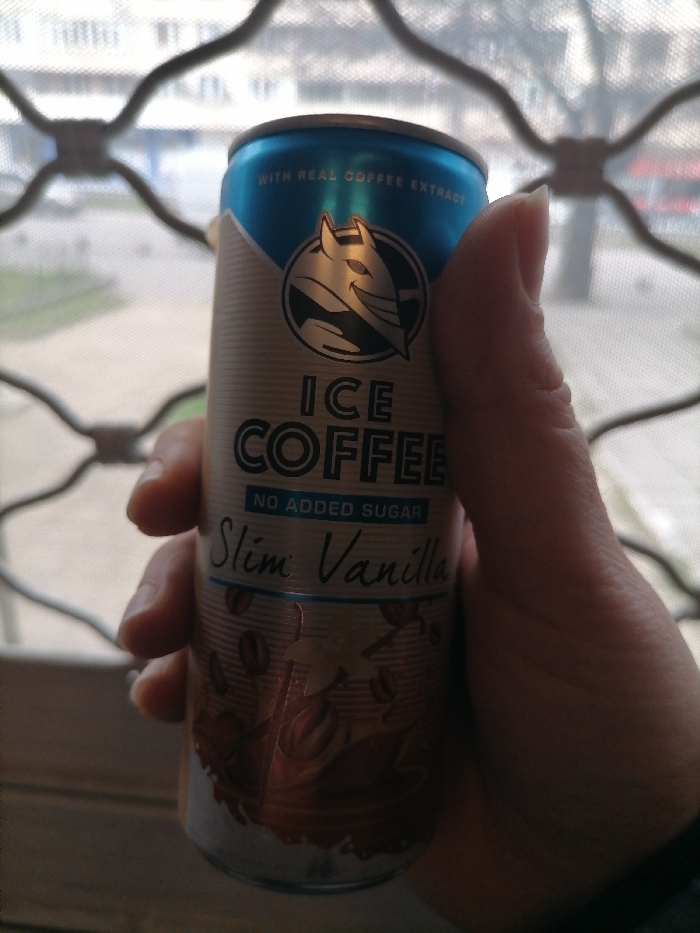 WITH REAL COFFEE EXTRACT
ICE
COFFEE
NO ADDED SUGAR
Slim Vanilla